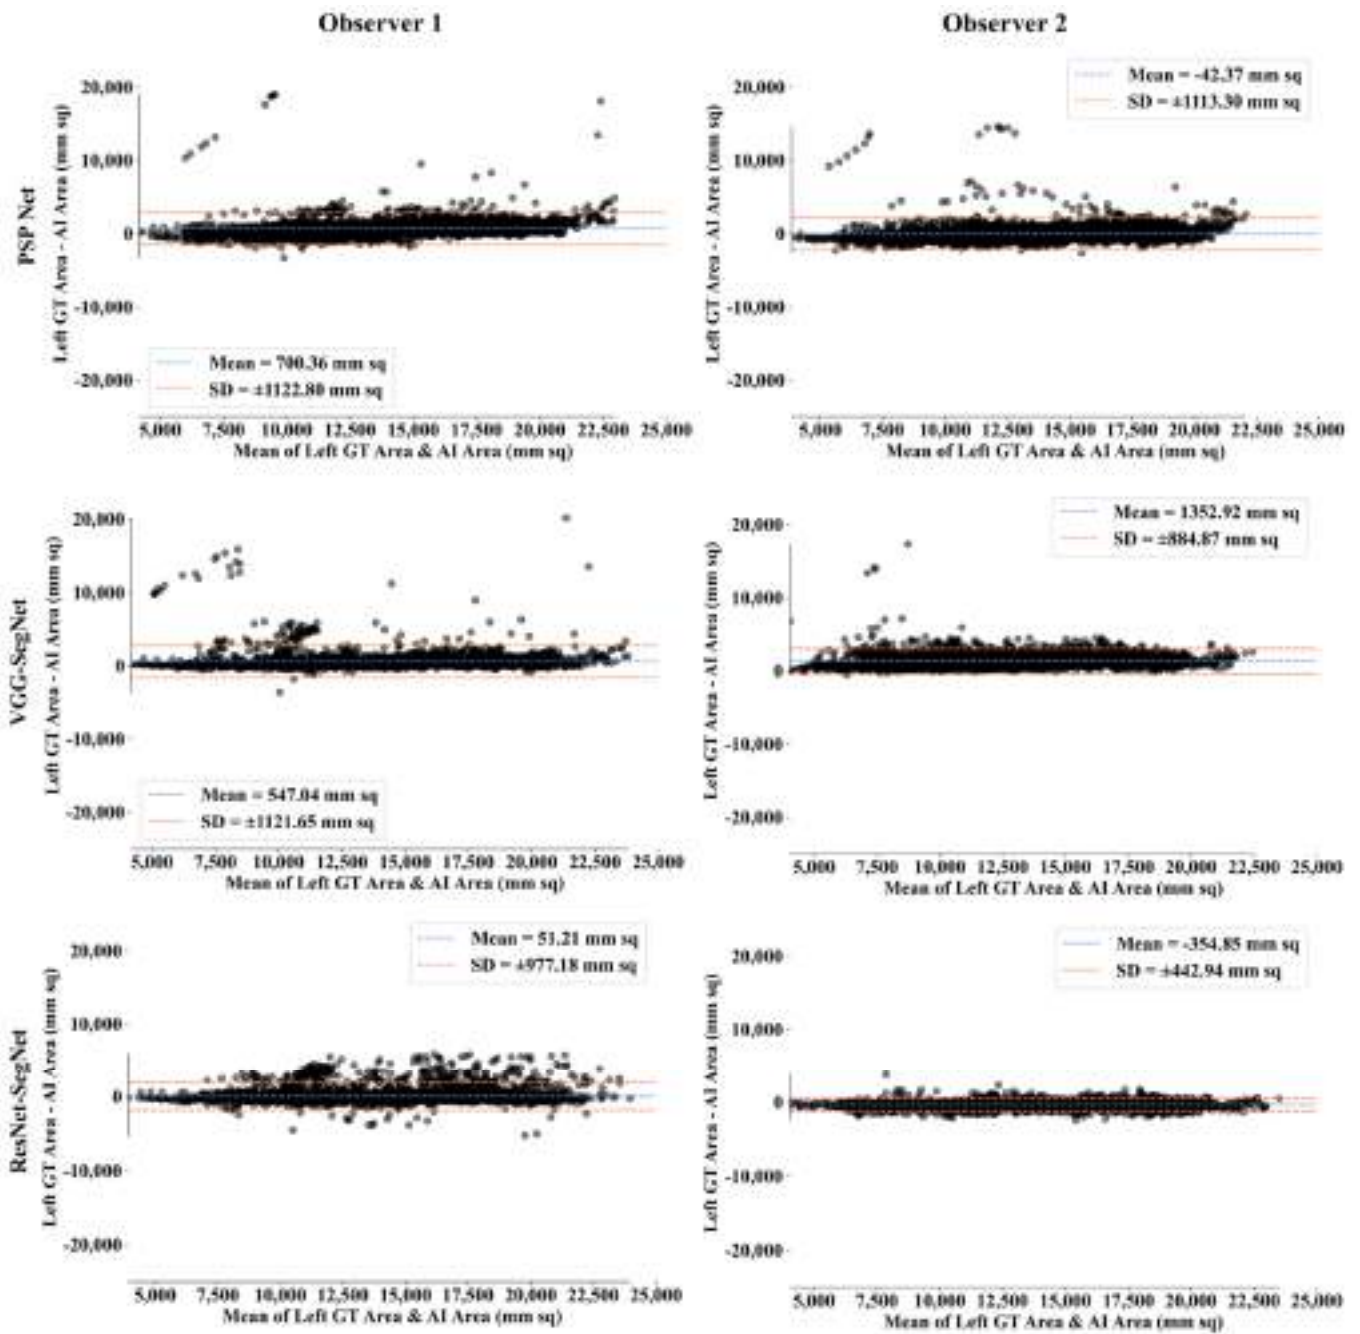 Observer 1
Observer 2
PSP Net
Left GT Area - AI Area (mm sq)
20,000
10,000
0
-10,000
-20,000
Mean = 700.36 mm sq
SD = ±1122.80 mm sq
5,000 7,500 10,000 12,500 15,000 17,500 20,000 22,500 25,000
Mean of Left GT Area & AI Area (mm sq)
Left GT Area - AI Area (mm sq)
20,000
10,000
0
-10,000
-20,000
Mean = -42.37 mm sq
SD = ±1113.30 mm sq
5,000 7,500 10,000 12,500 15,000 17,500 20,000 22,500 25,000
Mean of Left GT Area & AI Area (mm sq)
VGG-SegNet
Left GT Area - AI Area (mm sq)
20,000
10,000
0
-10,000
-20,000
Mean = 547.04 mm sq
SD = ±1121.65 mm sq
5,000 7,500 10,000 12,500 15,000 17,500 20,000 22,500 25,000
Mean of Left GT Area & AI Area (mm sq)
Left GT Area - AI Area (mm sq)
20,000
10,000
0
-10,000
-20,000
Mean = 1352.92 mm sq
SD = ±884.87 mm sq
5,000 7,500 10,000 12,500 15,000 17,500 20,000 22,500 25,000
Mean of Left GT Area & AI Area (mm sq)
ResNet-SegNet
Left GT Area - AI Area (mm sq)
20,000
10,000
0
-10,000
-20,000
Mean = 51.21 mm sq
SD = ±977.18 mm sq
5,000 7,500 10,000 12,500 15,000 17,500 20,000 22,500 25,000
Mean of Left GT Area & AI Area (mm sq)
Left GT Area - AI Area (mm sq)
20,000
10,000
0
-10,000
-20,000
Mean = -354.85 mm sq
SD = ±442.94 mm sq
5,000 7,500 10,000 12,500 15,000 17,500 20,000 22,500 25,000
Mean of Left GT Area & AI Area (mm sq)